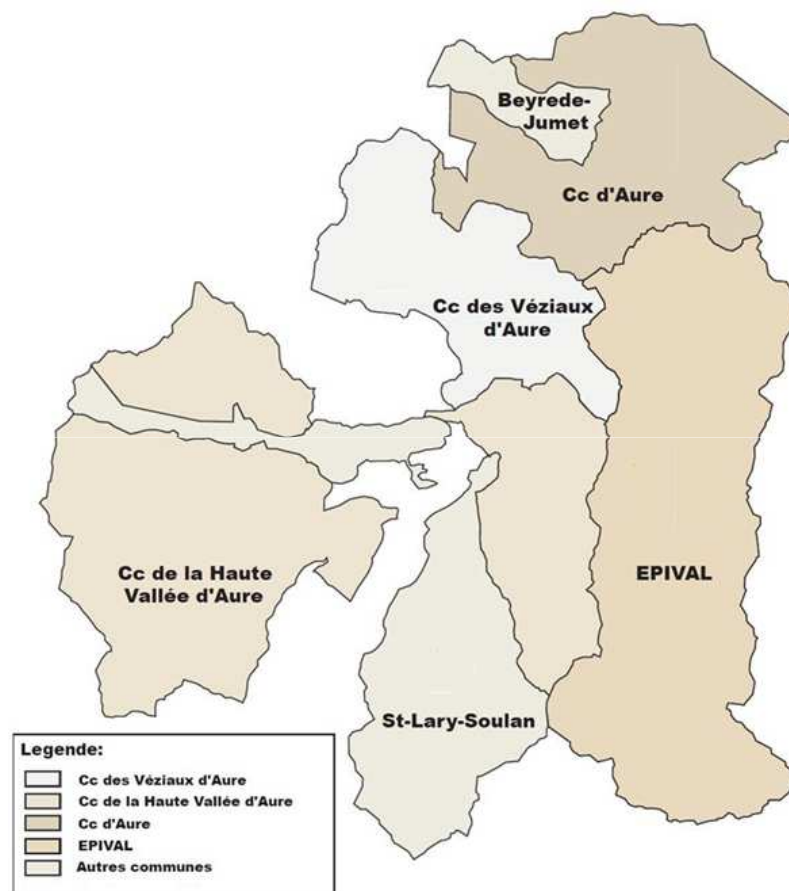 Beyrede-
Jumet
Cc d'Aure
Cc des Véziaux
d'Aure
Cc de la Haute
Vallée d'Aure
EPIVAL
St-Lary-Soulan
Legende:
Cc des Véziaux d'Aure
Cc de la Haute Vallée d'Aure
Cc d'Aure
EPIVAL
Autres communes